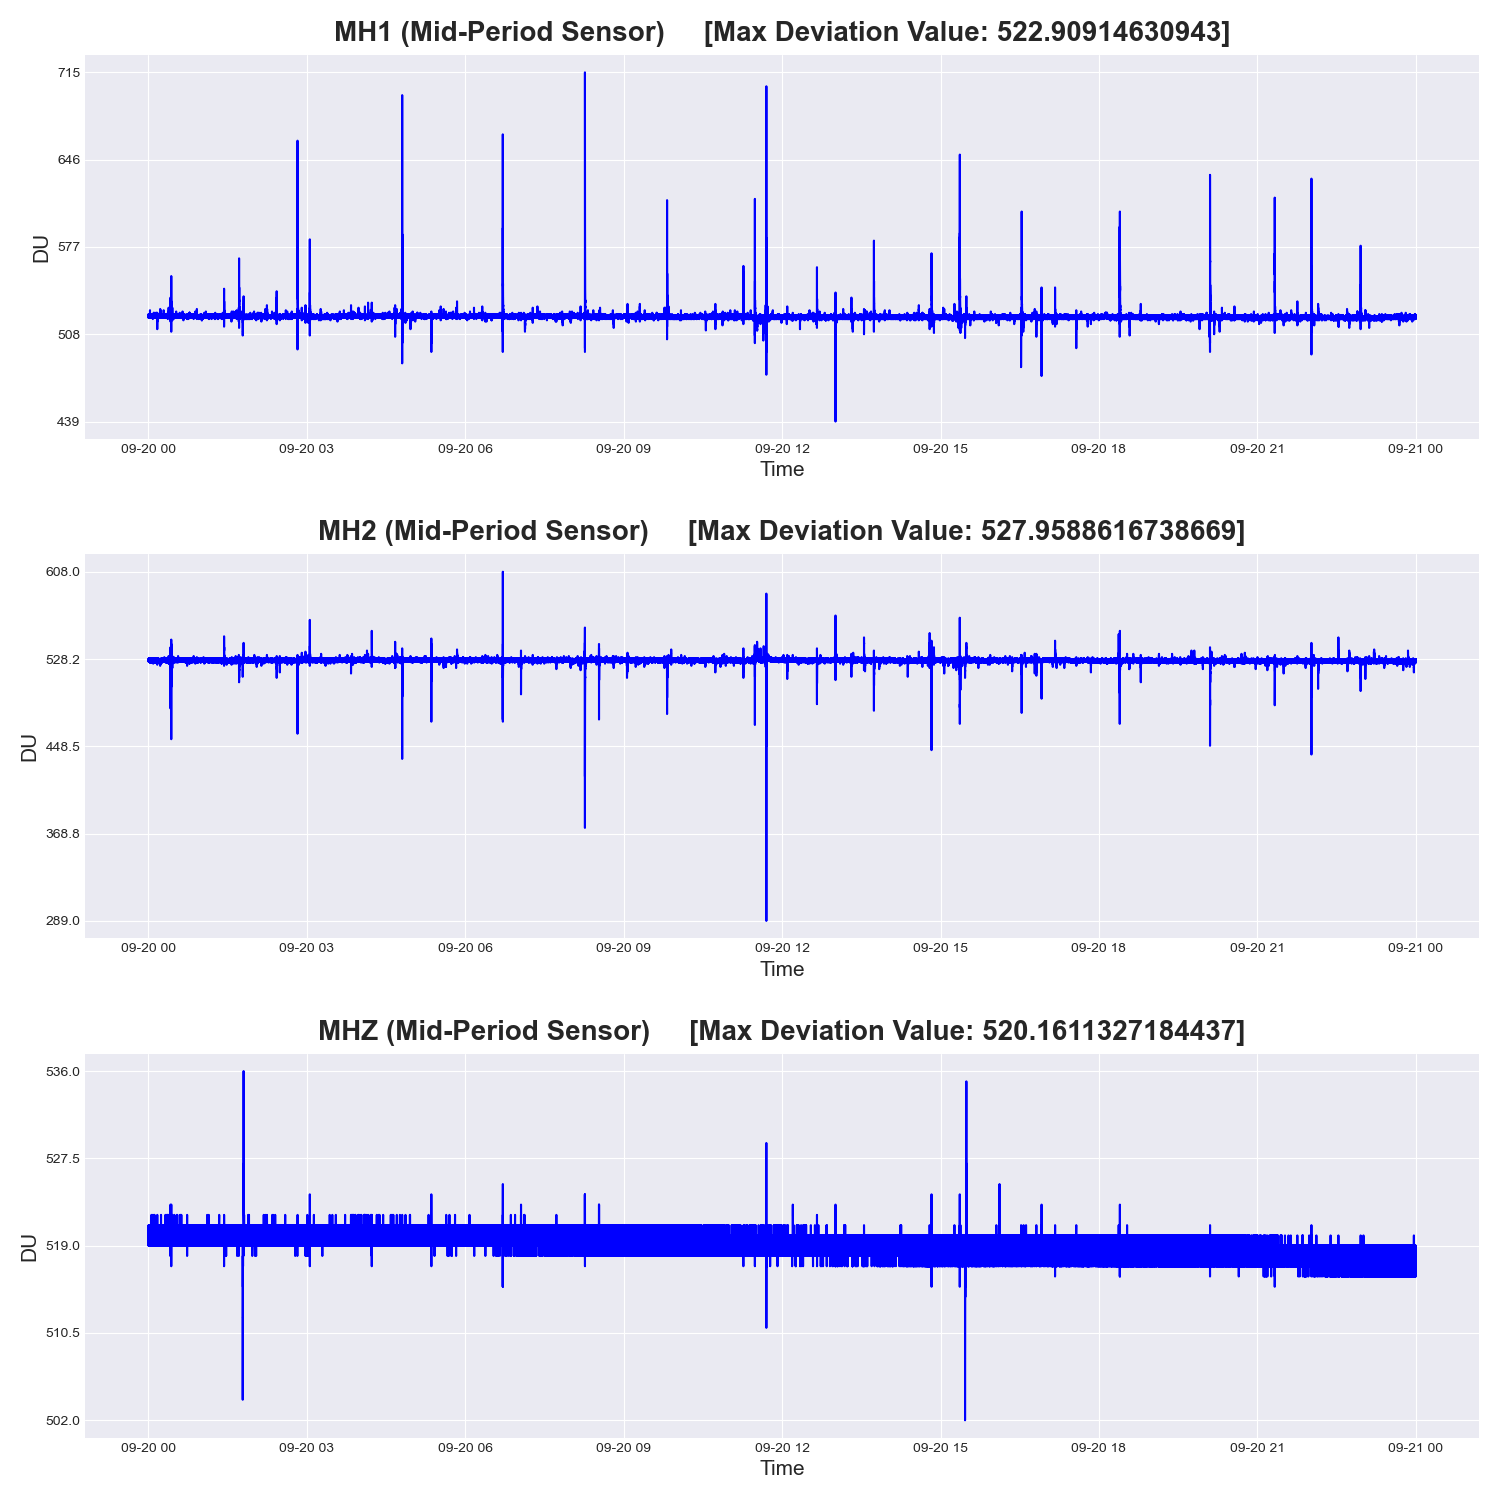 MH1 (Mid-Period Sensor) [Max Deviation Value: 522.90914630943]
715
646
577
508
439
DU
09-20 00 09-20 03 09-20 06 09-20 09 09-20 12 09-20 15 09-20 18 09-20 21 09-21 00
Time
MH2 (Mid-Period Sensor) [Max Deviation Value: 527.9588616738669]
608.0
528.2
448.5
368.8
289.0
DU
09-20 00 09-20 03 09-20 06 09-20 09 09-20 12 09-20 15 09-20 18 09-20 21 09-21 00
Time
MHZ (Mid-Period Sensor) [Max Deviation Value: 520.1611327184437]
536.0
527.5
519.0
510.5
502.0
DU
09-20 00 09-20 03 09-20 06 09-20 09 09-20 12 09-20 15 09-20 18 09-20 21 09-21 00
Time